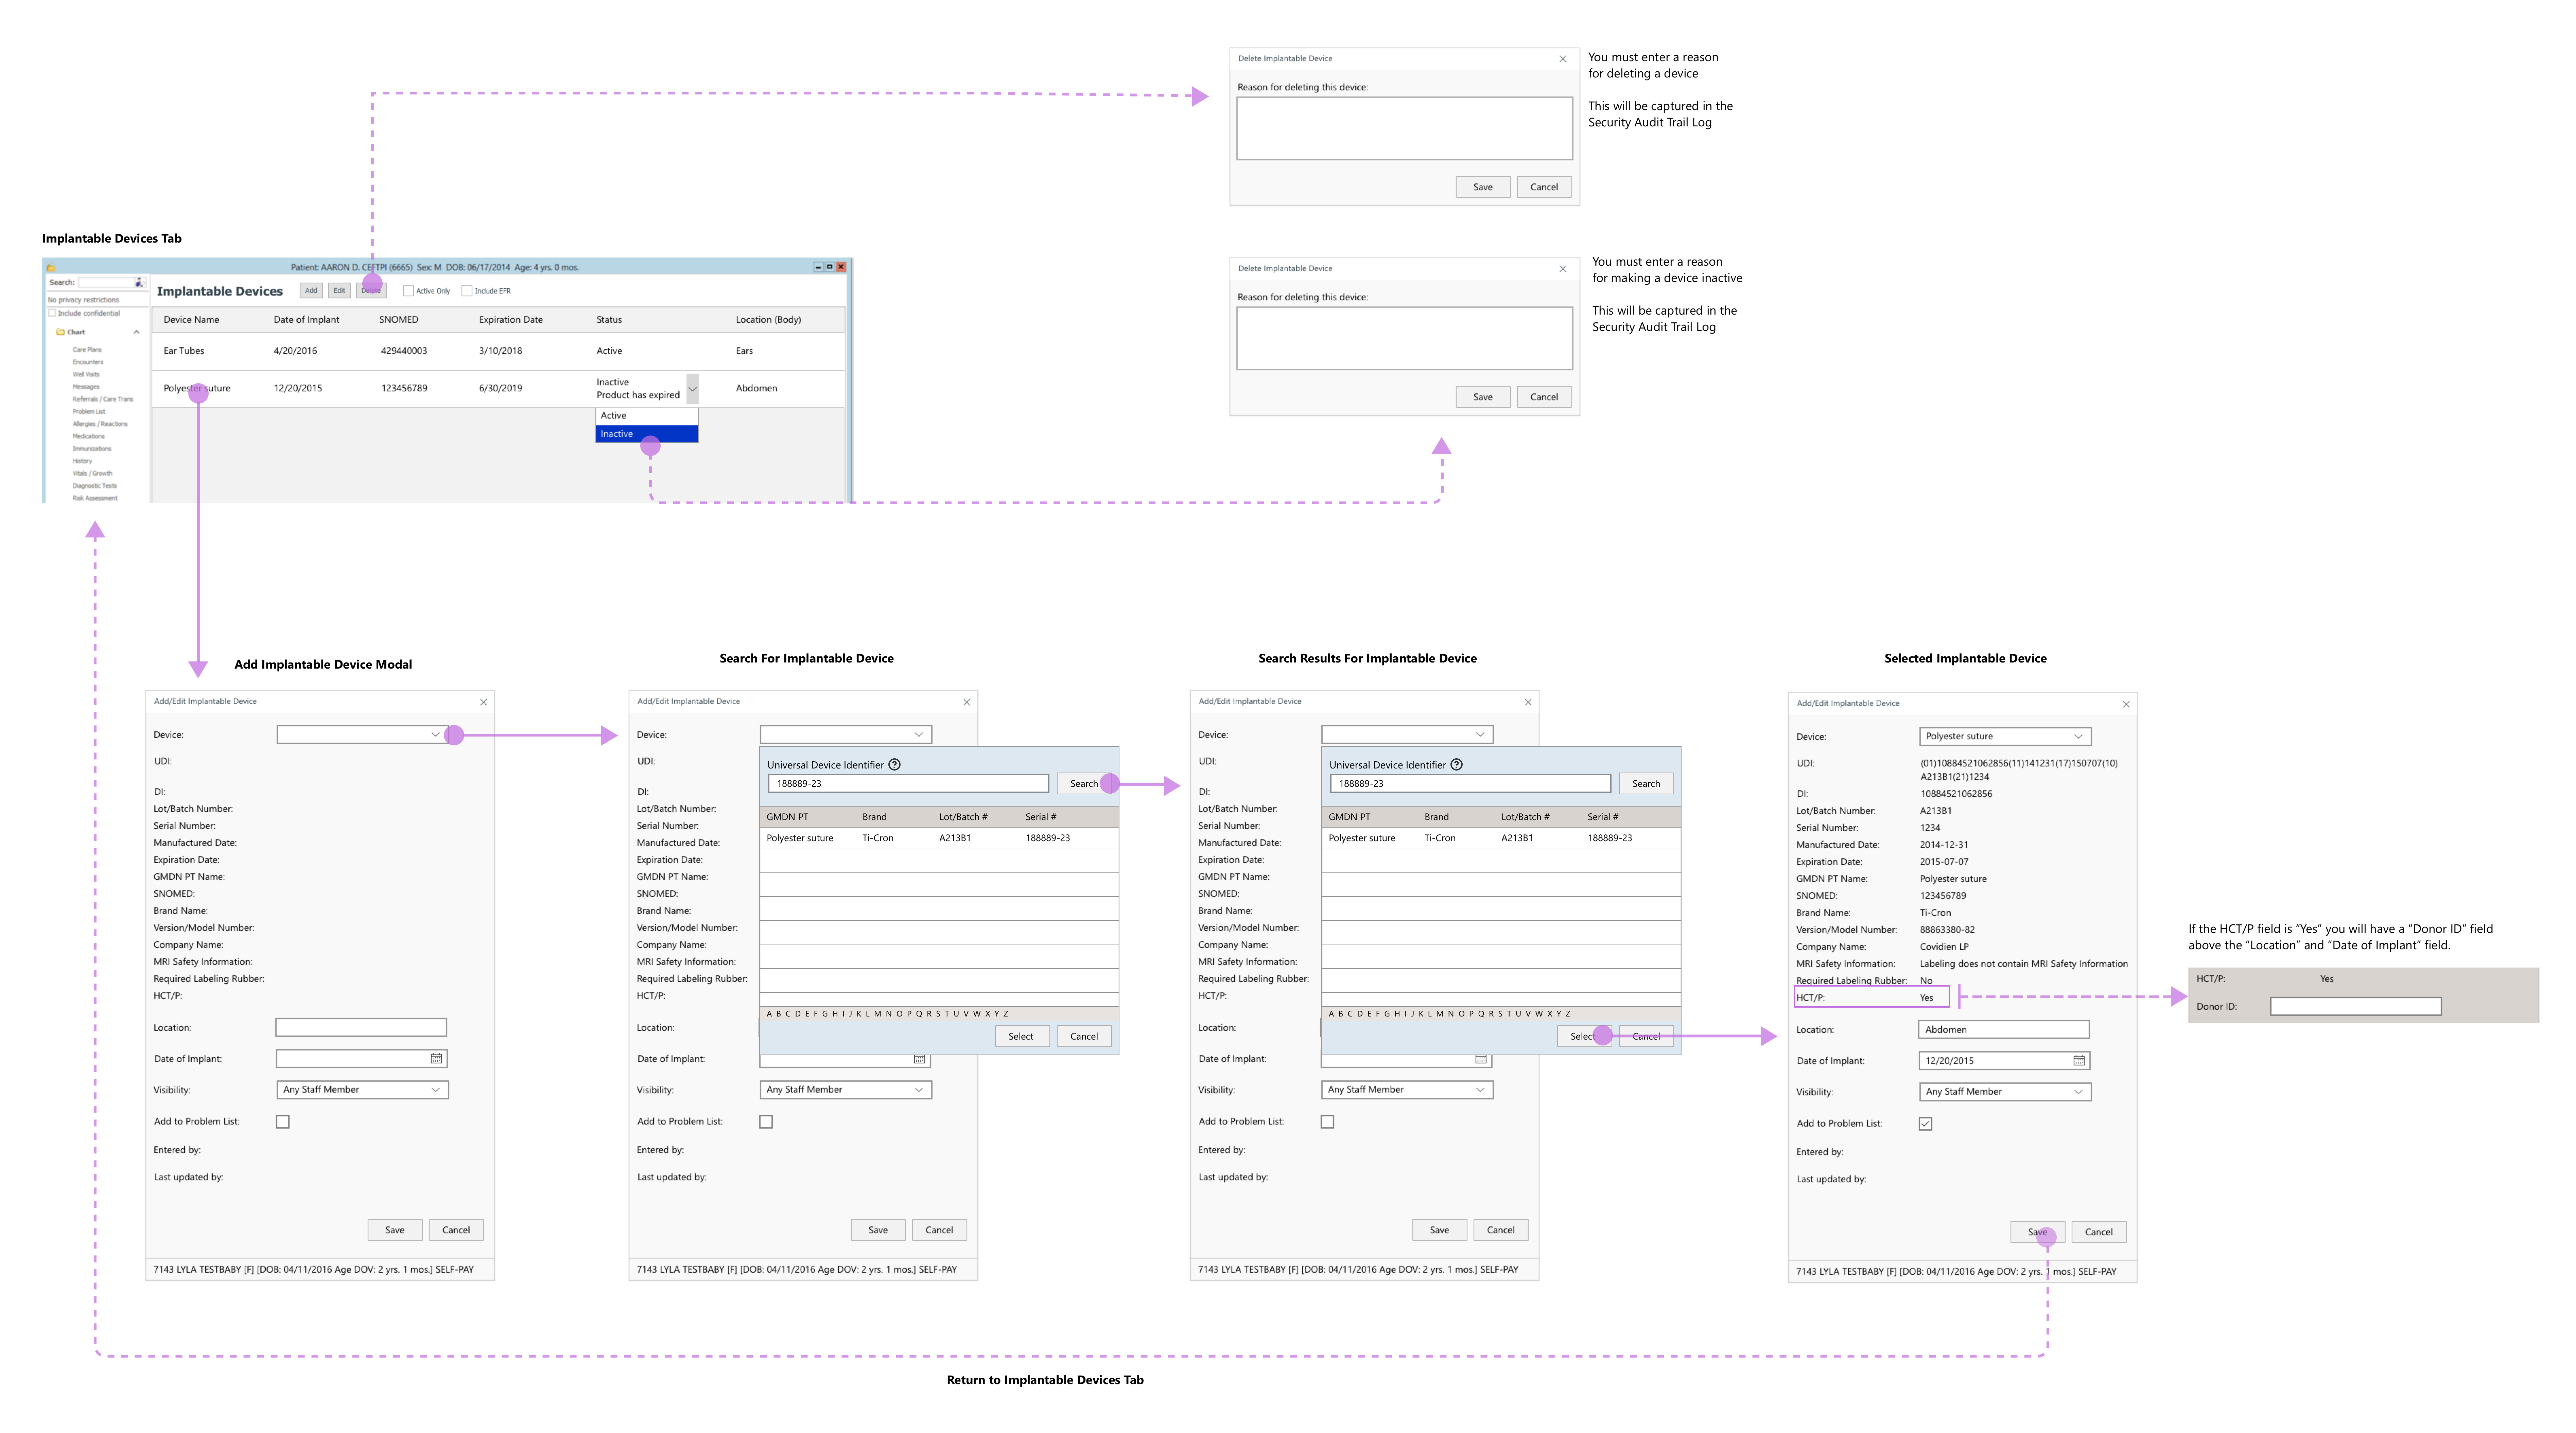 Delete Implantable Device
Reason for deleting this device:
Save
Cancel
You must enter a reason
for deleting a device
This will be captured in the
Security Audit Trail Log
Delete Implantable Device
Reason for deleting this device:
Save
Cancel
You must enter a reason
for making a device inactive
This will be captured in the
Security Audit Trail Log
Implantable Devices Tab
Patient: AARON D. CEFTPI (6665) Sex: M DOB: 06/17/2014 Age: 4 yrs. 0 mos.
Search:
No privacy restrictions
Include confidential
Chart
Care Plans
Encounters
Well Visits
Messages
Referrals / Care Trans
Problem List
Allergies / Reactions
Medications
Immunizations
History
Vitals / Growth
Diagnostic Tests
Risk Assessment
Implantable Devices
Add
Edit
Delete
Active Only
Include EFR
Device Name Date of Implant SNOMED Expiration Date Status Location (Body)
Ear Tubes 4/20/2016 429440003 3/10/2018 Active Ears
Polyester suture 12/20/2015 123456789 6/30/2019 Inactive Product has expired Abdomen
Active
Inactive
Add Implantable Device Modal
Add/Edit Implantable Device
Device:
UDI:
DI:
Lot/Batch Number:
Serial Number:
Manufactured Date:
Expiration Date:
GMDN PT Name:
SNOMED:
Brand Name:
Version/Model Number:
Company Name:
MRI Safety Information:
Required Labeling Rubber:
HCT/P:
Location:
Date of Implant:
Visibility: Any Staff Member
Add to Problem List:
Entered by:
Last updated by:
Save
Cancel
7143 LYLA TESTBABY [F] [DOB: 04/11/2016 Age DOV: 2 yrs. 1 mos.] SELF-PAY
Search For Implantable Device
Add/Edit Implantable Device
Device:
UDI:
DI:
Lot/Batch Number:
Serial Number:
Manufactured Date:
Expiration Date:
GMDN PT Name:
SNOMED:
Brand Name:
Version/Model Number:
Company Name:
MRI Safety Information:
Required Labeling Rubber:
HCT/P:
Location:
Date of Implant:
Visibility: Any Staff Member
Add to Problem List:
Entered by:
Last updated by:
Save
Cancel
7143 LYLA TESTBABY [F] [DOB: 04/11/2016 Age DOV: 2 yrs. 1 mos.] SELF-PAY
Universal Device Identifier ?
188889-23
Search
GMDN PT Brand Lot/Batch # Serial #
Polyester suture Ti-Cron A213B1 188889-23
A B C D E F G H I J K L M N O P Q R S T U V W X Y Z
Select
Cancel
Search Results For Implantable Device
Add/Edit Implantable Device
Device:
UDI:
DI:
Lot/Batch Number:
Serial Number:
Manufactured Date:
Expiration Date:
GMDN PT Name:
SNOMED:
Brand Name:
Version/Model Number:
Company Name:
MRI Safety Information:
Required Labeling Rubber:
HCT/P:
Location:
Date of Implant:
Visibility: Any Staff Member
Add to Problem List:
Entered by:
Last updated by:
Save
Cancel
7143 LYLA TESTBABY [F] [DOB: 04/11/2016 Age DOV: 2 yrs. 1 mos.] SELF-PAY
Universal Device Identifier ?
188889-23
Search
GMDN PT Brand Lot/Batch # Serial #
Polyester suture Ti-Cron A213B1 188889-23
A B C D E F G H I J K L M N O P Q R S T U V W X Y Z
Select
Cancel
Selected Implantable Device
Add/Edit Implantable Device
Device: Polyester suture
UDI: (01)10884521062856(11)141231(17)150707(10)
A213B1(21)1234
DI: 10884521062856
Lot/Batch Number: A213B1
Serial Number: 1234
Manufactured Date: 2014-12-31
Expiration Date: 2015-07-07
GMDN PT Name: Polyester suture
SNOMED: 123456789
Brand Name: Ti-Cron
Version/Model Number: 88863380-82
Company Name: Covidien LP
MRI Safety Information: Labeling does not contain MRI Safety Information
Required Labeling Rubber: No
HCT/P: Yes
Location: Abdomen
Date of Implant: 12/20/2015
Visibility: Any Staff Member
Add to Problem List:
Entered by:
Last updated by:
Save
Cancel
7143 LYLA TESTBABY [F] [DOB: 04/11/2016 Age DOV: 2 yrs. 1 mos.] SELF-PAY
If the HCT/P field is “Yes” you will have a “Donor ID” field
above the “Location” and “Date of Implant” field.
HCT/P: Yes
Donor ID:
Return to Implantable Devices Tab